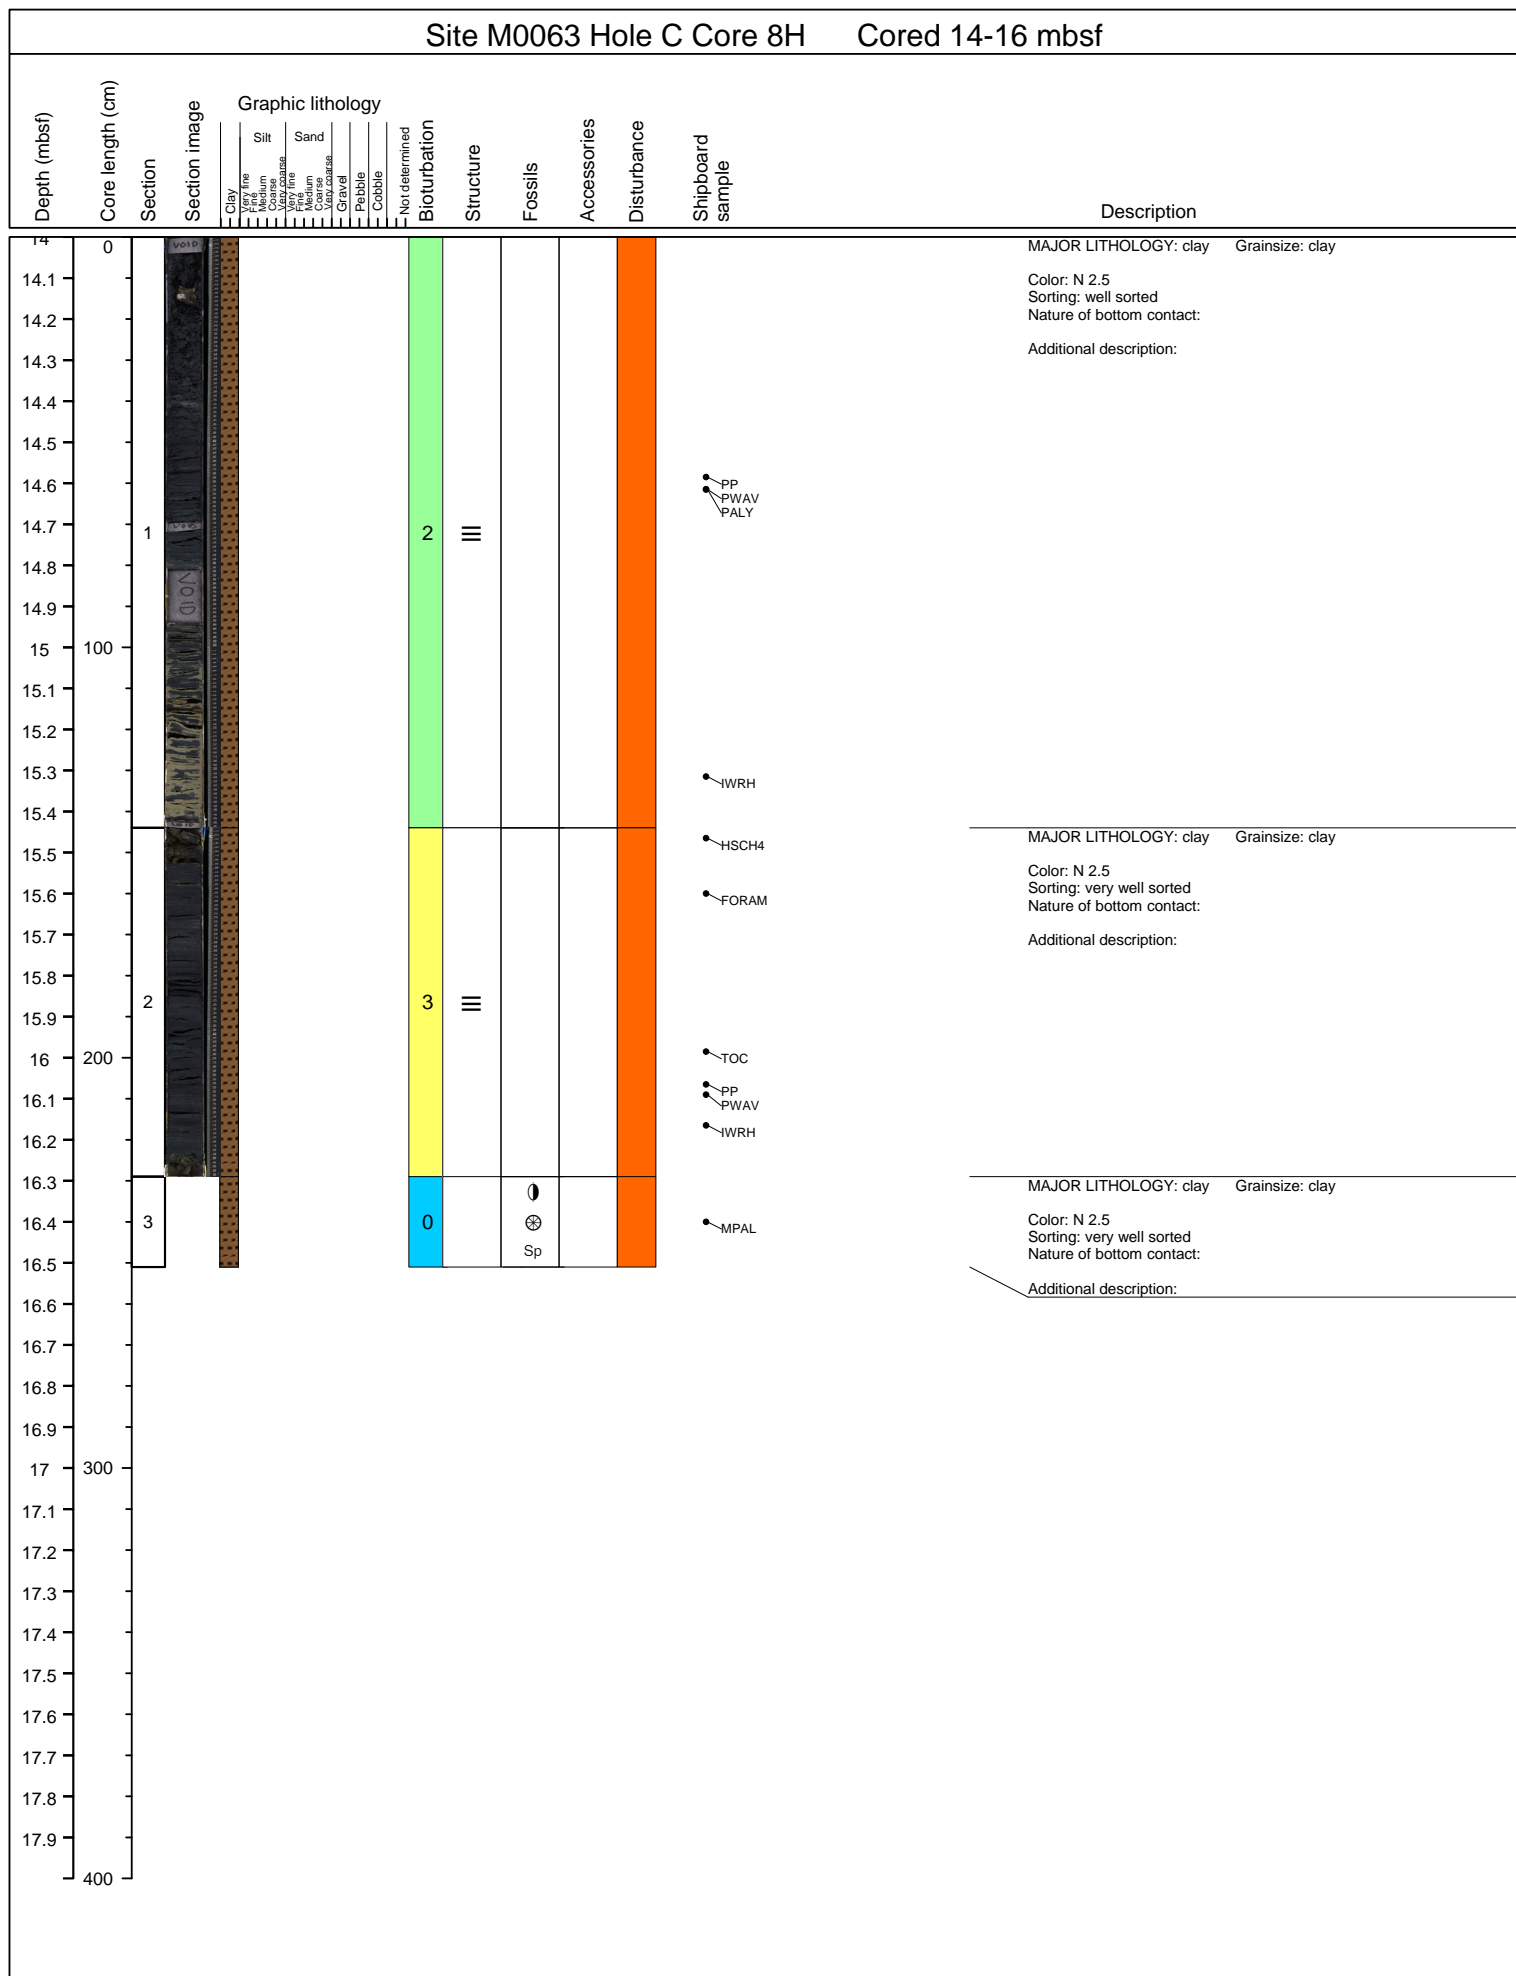 Site M0063 Hole C Core 8H Cored 14-16 mbsf
Depth (mbsf)
Core length (cm)
Section
Section image
Graphic lithology
Clay
Silt
Very fine
Fine
Medium
Coarse
Very coarse
Sand
Very fine
Fine
Medium
Coarse
Very coarse
Gravel
Pebble
Cobble
Not determined
Bioturbation
Structure
Fossils
Accessories
Disturbance
Shipboard
sample
Description
14
14.1
14.2
14.3
14.4
14.5
14.6
14.7
14.8
14.9
15
15.1
15.2
15.3
15.4
15.5
15.6
15.7
15.8
15.9
16
16.1
16.2
16.3
16.4
16.5
16.6
16.7
16.8
16.9
17
17.1
17.2
17.3
17.4
17.5
17.6
17.7
17.8
17.9
0
100
200
300
400
1
2
3
VOID
VOID
VOID
2
3
0
Sp
PP
PWAV
PALY
IWRH
HSCH4
FORAM
TOC
PP
PWAV
IWRH
MPAL
MAJOR LITHOLOGY: clay Grainsize: clay
Color: N 2.5
Sorting: well sorted
Nature of bottom contact:
Additional description:
MAJOR LITHOLOGY: clay Grainsize: clay
Color: N 2.5
Sorting: very well sorted
Nature of bottom contact:
Additional description:
MAJOR LITHOLOGY: clay Grainsize: clay
Color: N 2.5
Sorting: very well sorted
Nature of bottom contact:
Additional description: